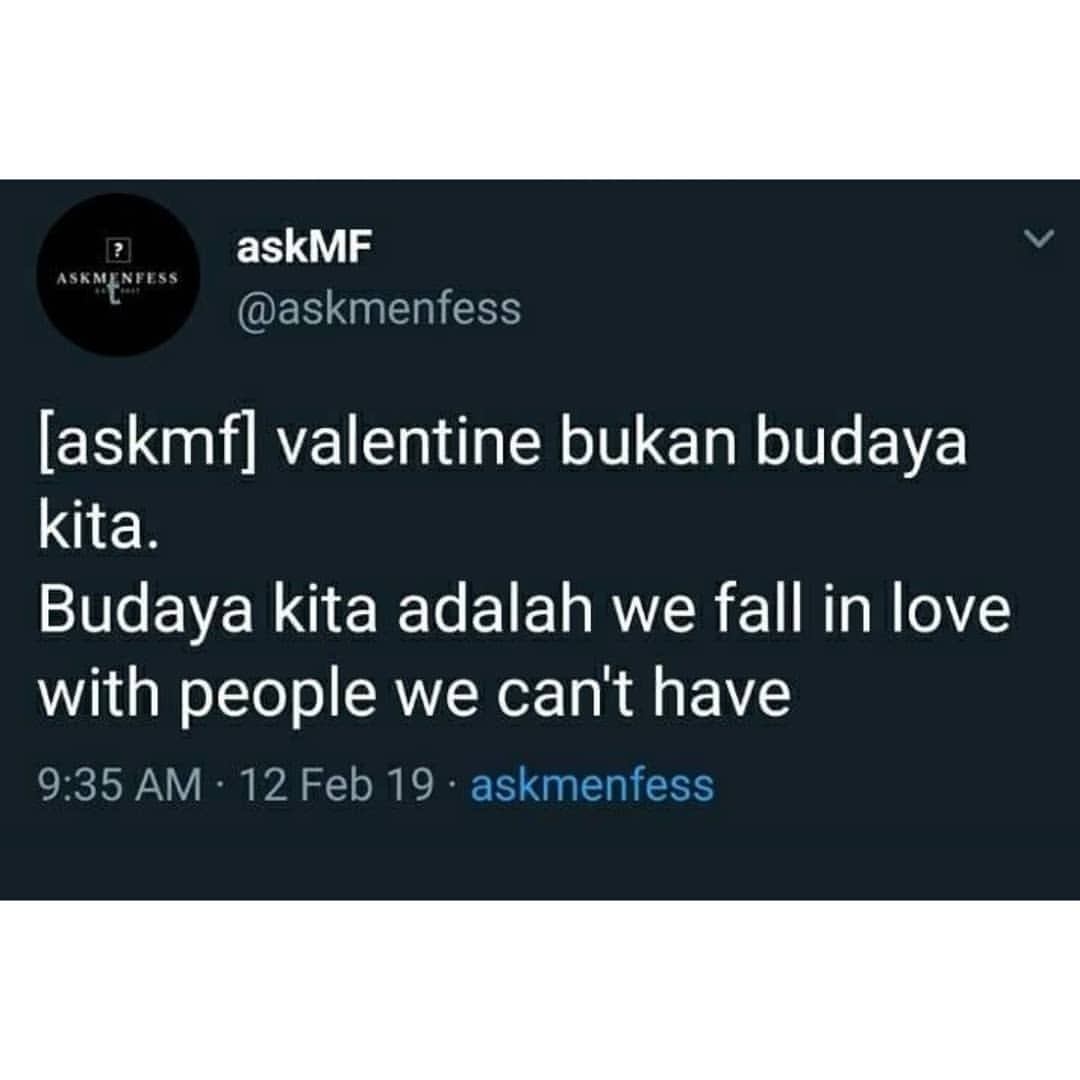 ?
ASKMENFESS
t
askMF
@askmenfess
[askmf] valentine bukan budaya
kita.
Budaya kita adalah we fall in love
with people we can't have
9:35 AM · 12 Feb 19 · askmenfess